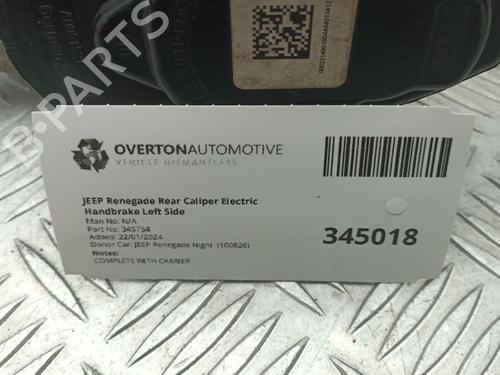 OVERTONAUTOMOTIVE
VEHICLE DISMANTLERS
JEEP Renegade Rear Caliper Electric
Handbrake Left Side
Man No: N/A
Part No: 345754
Added: 22/01/2024
Donor Car: JEEP Renegade Night (100826)
Notes:
COMPLETE WITH CARRIER
345018
B-PARTS